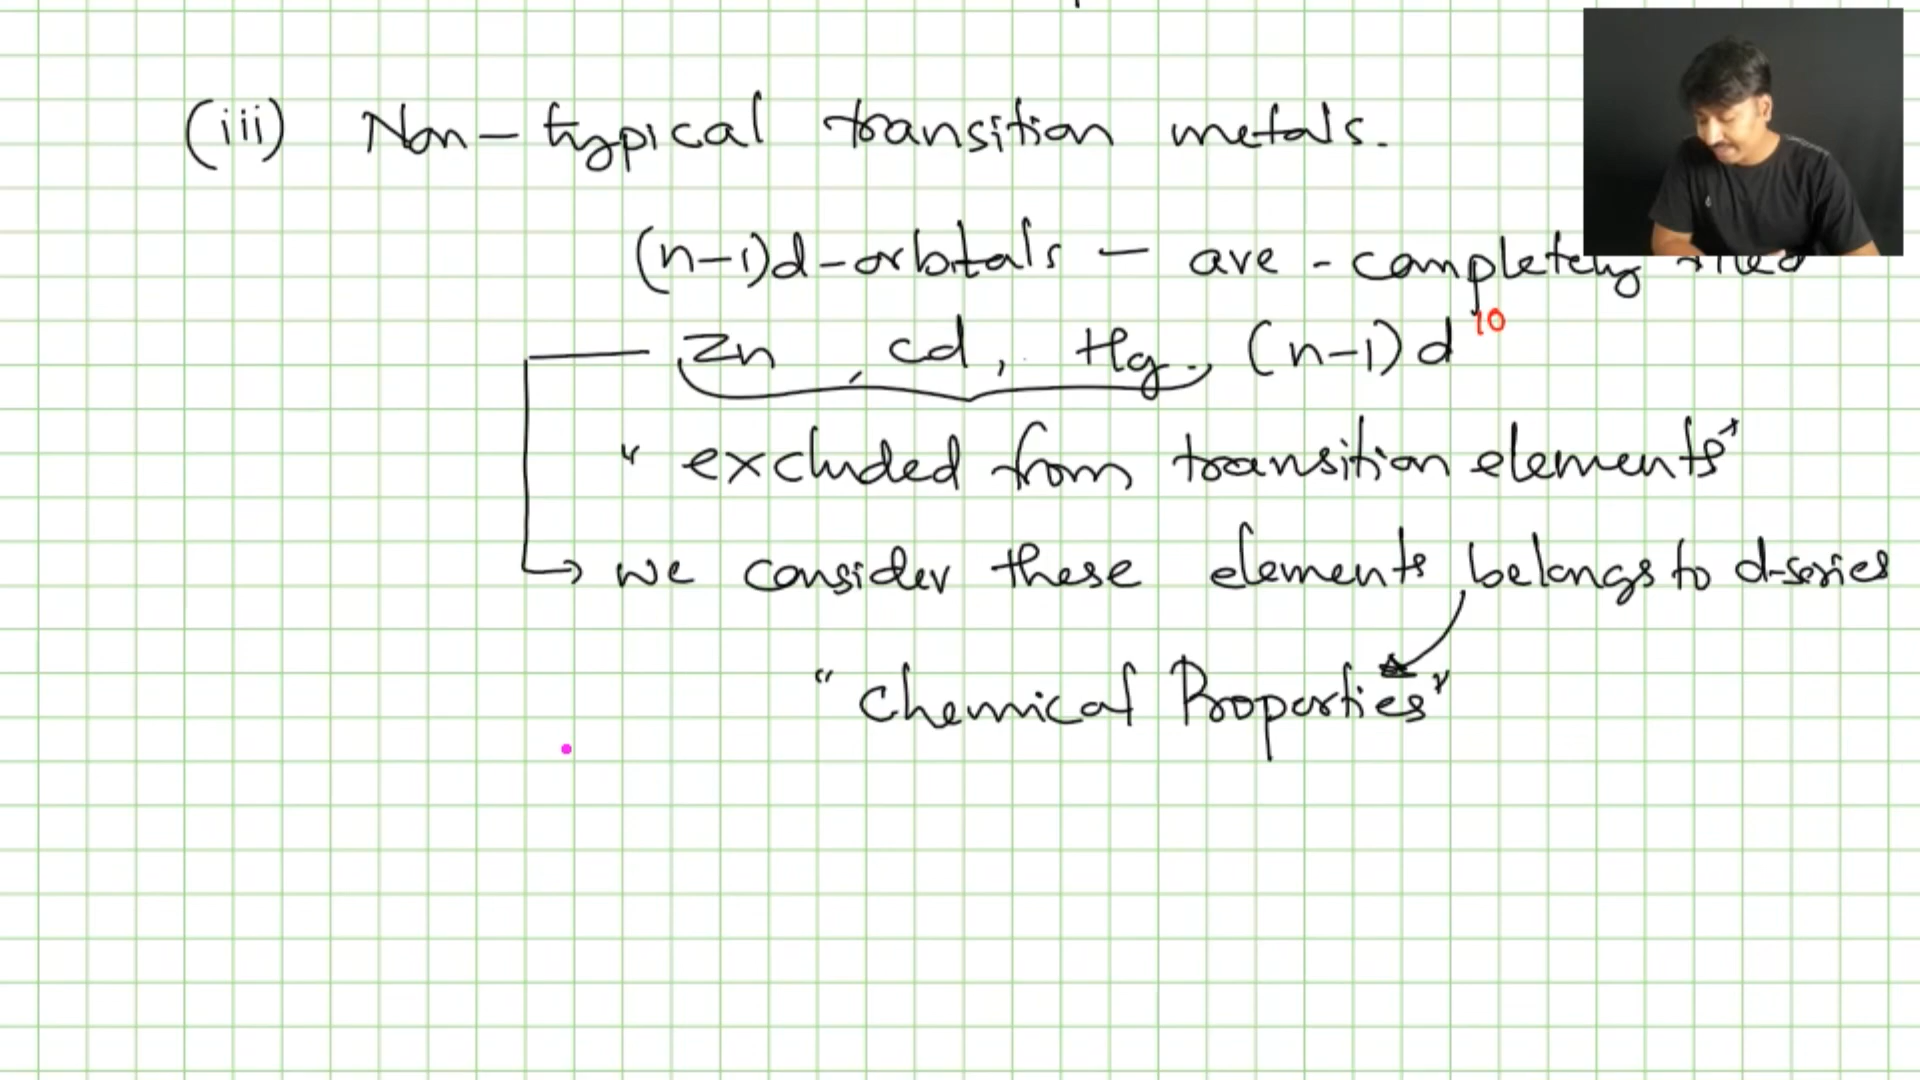 (iii) Non-typical transition metals.
(n-1)d-orbitals — are - completely filled
Zn, cd, Hg. (n-1)d¹⁰
"excluded from transition elements"
→ we consider these elements belongs to d-series
"Chemical Properties"